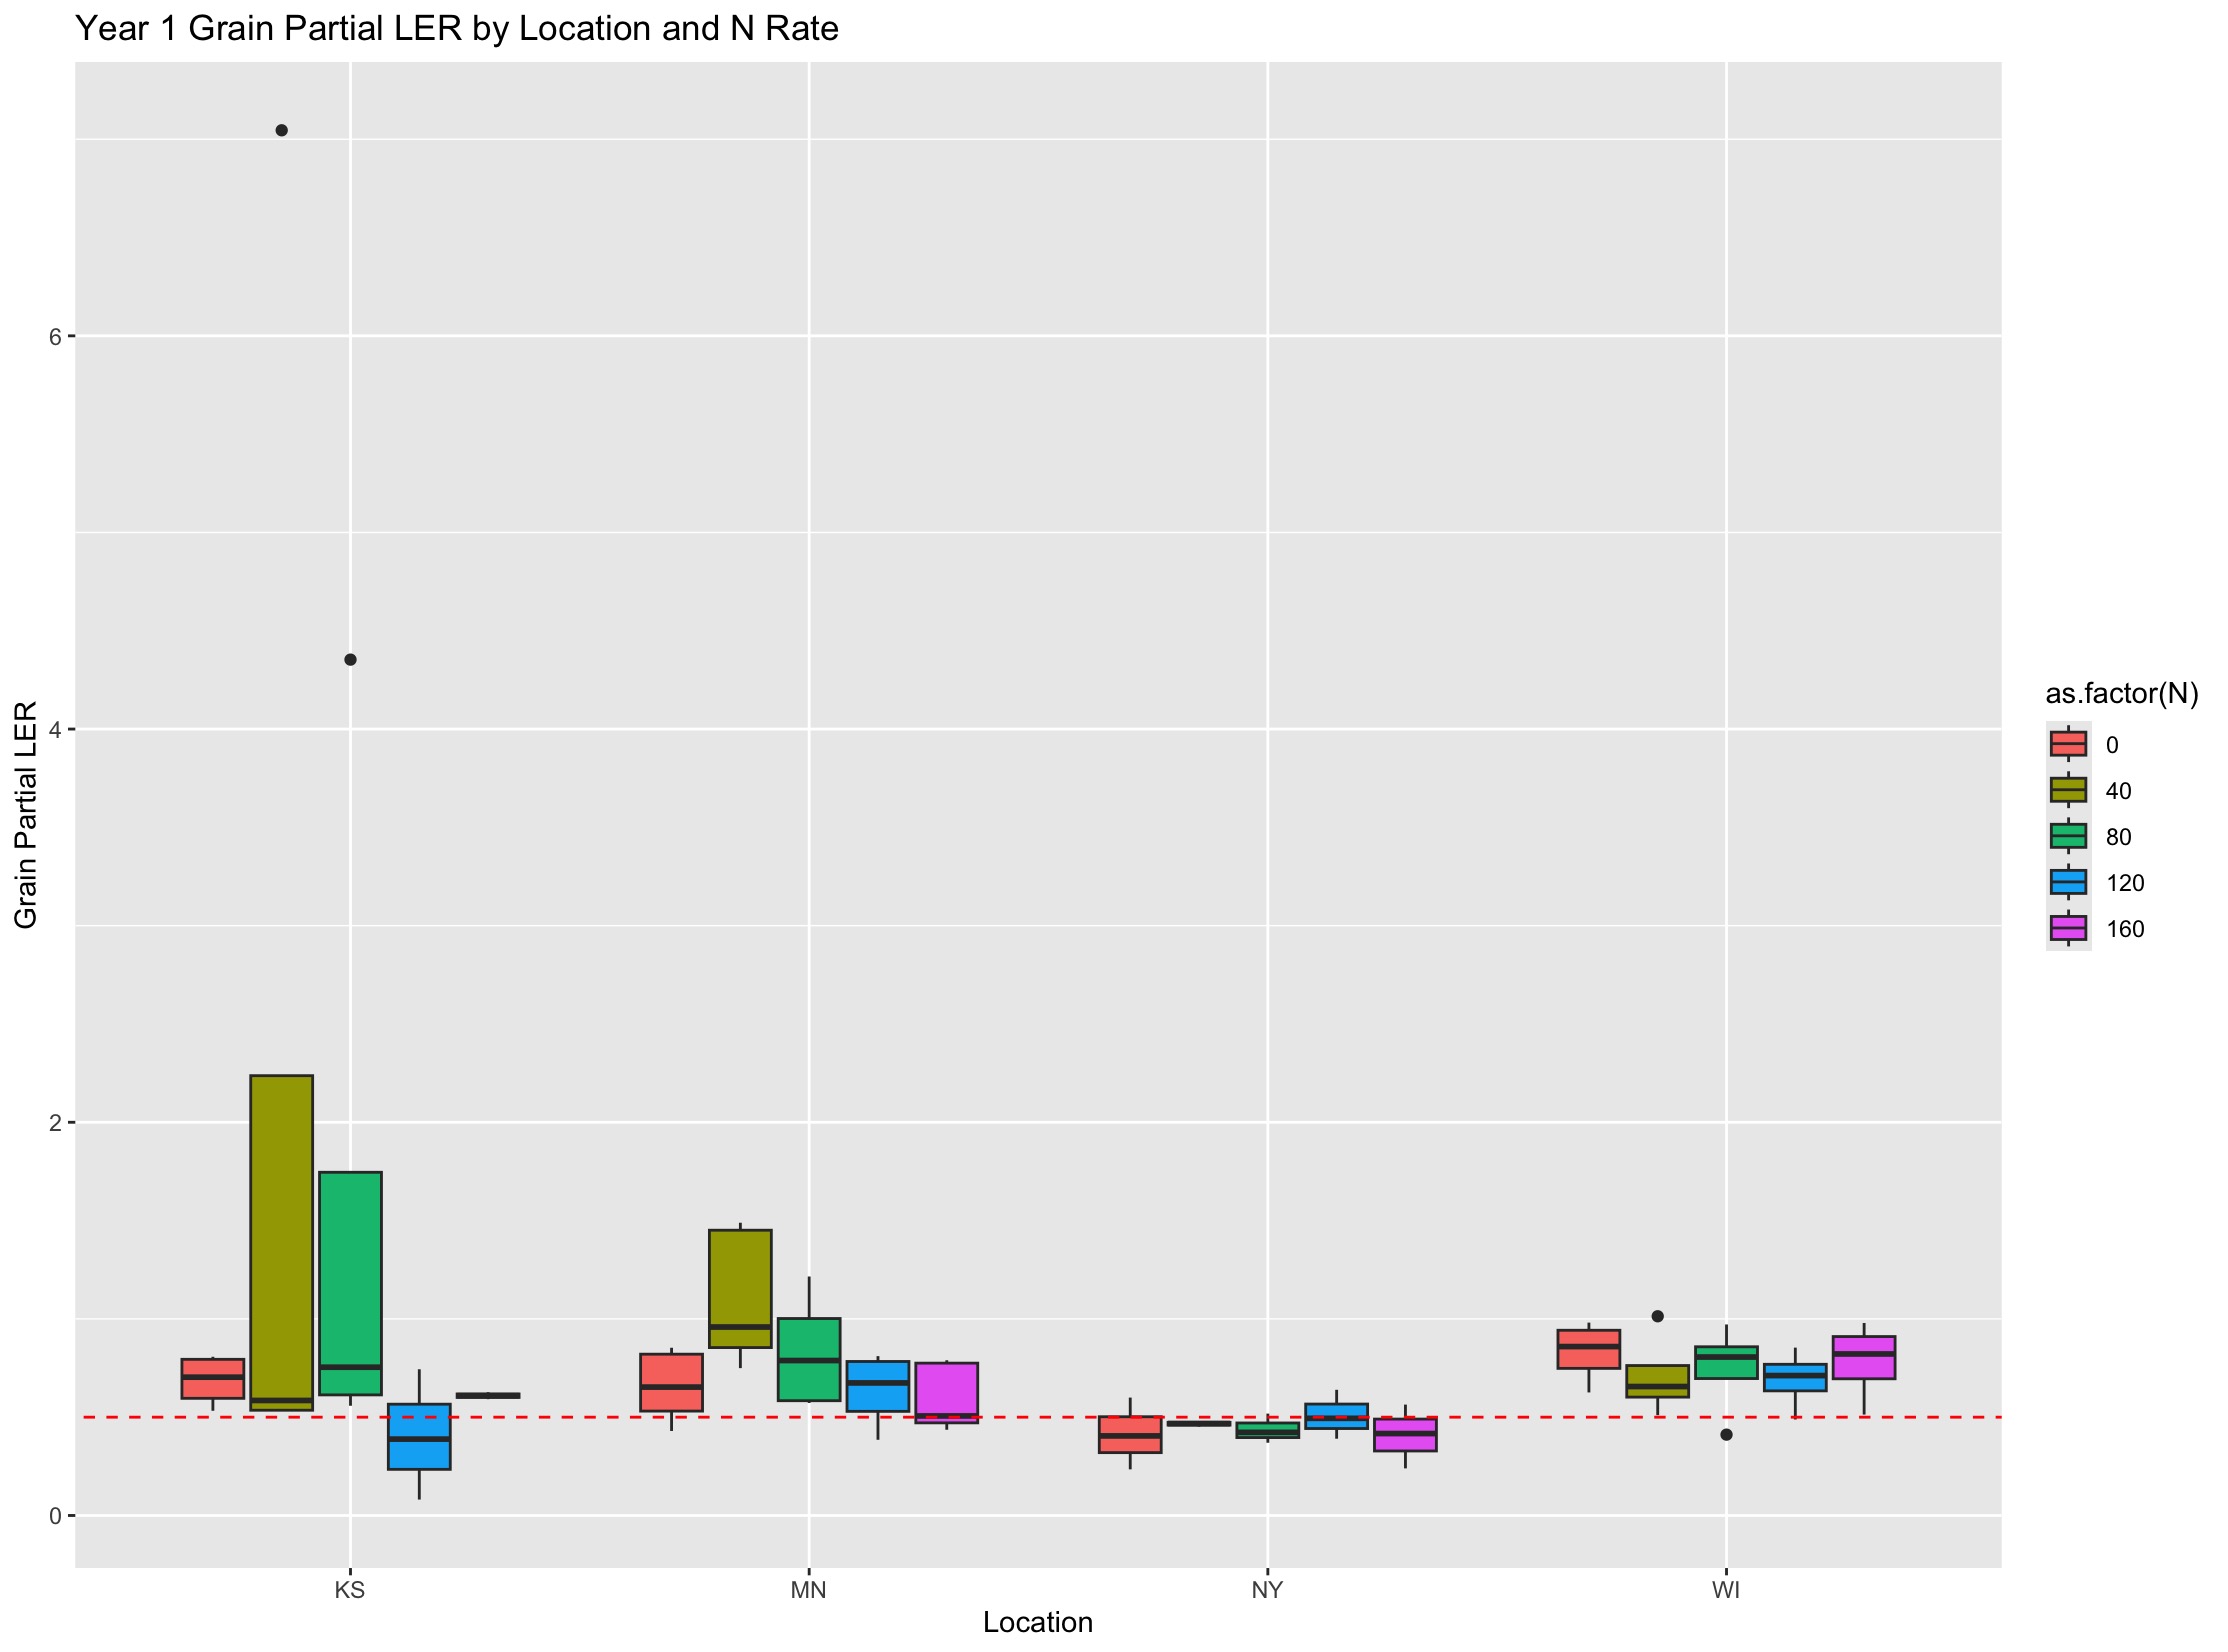 Year 1 Grain Partial LER by Location and N Rate
Grain Partial LER
6
4
2
0
KS
MN
NY
WI
Location
as.factor(N)
0
40
80
120
160